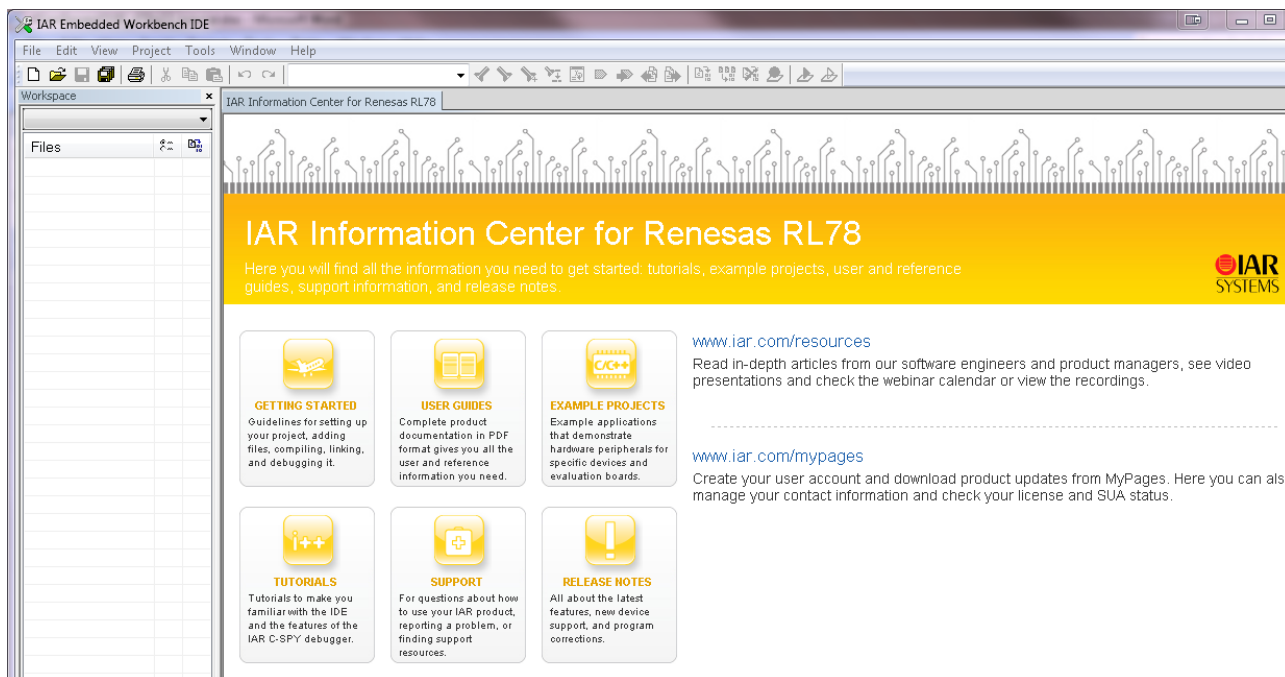 IAR Embedded Workbench IDE
File Edit View Project Tools Window Help
Workspace
IAR Information Center for Renesas RL78
Files
IAR Information Center for Renesas RL78
Here you will find all the information you need to get started: tutorials, example projects, user and reference
guides, support information, and release notes.
IAR
SYSTEMS
C/C++
GETTING STARTED
Guidelines for setting up
your project, adding
files, compiling, linking,
and debugging it.
USER GUIDES
Complete product
documentation in PDF
format gives you all the
user and reference
information you need.
EXAMPLE PROJECTS
Example applications
that demonstrate
hardware peripherals for
specific devices and
evaluation boards.
www.iar.com/resources
Read in-depth articles from our software engineers and product managers, see video
presentations and check the webinar calendar or view the recordings.
www.iar.com/mypages
Create your user account and download product updates from MyPages. Here you can als
manage your contact information and check your license and SUA status.
i++
TUTORIALS
Tutorials to make you
familiar with the IDE
and the features of the
IAR C-SPY debugger.
SUPPORT
For questions about how
to use your IAR product,
reporting a problem, or
finding support
resources.
RELEASE NOTES
All about the latest
features, new device
support, and program
corrections.